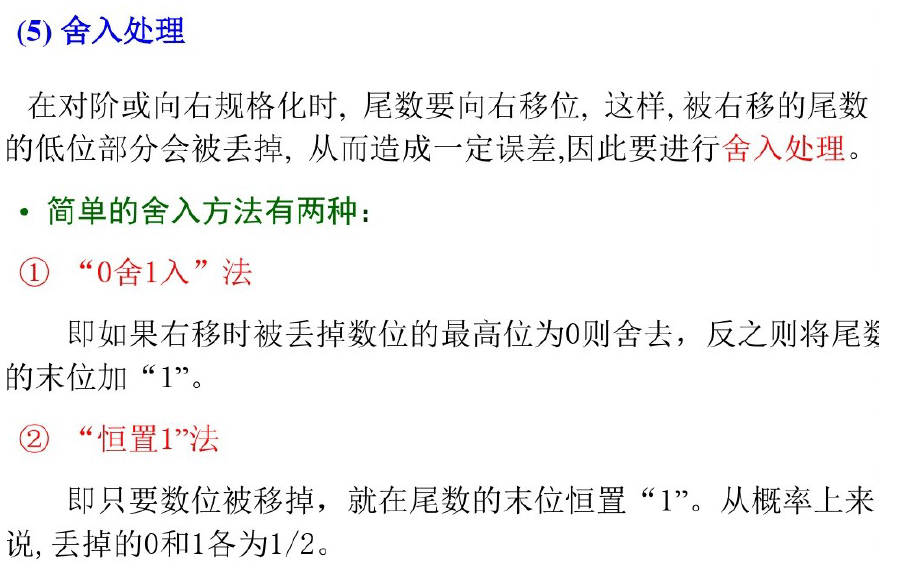 (5) 舍入处理
在对阶或向右规格化时, 尾数要向右移位, 这样, 被右移的尾数
的低位部分会被丢掉, 从而造成一定误差,因此要进行舍入处理。
• 简单的舍入方法有两种：
① “0舍1入”法
即如果右移时被丢掉数位的最高位为0则舍去，反之则将尾数
的末位加“1”。
② “恒置1”法
即只要数位被移掉，就在尾数的末位恒置“1”。从概率上来
说, 丢掉的0和1各为1/2。